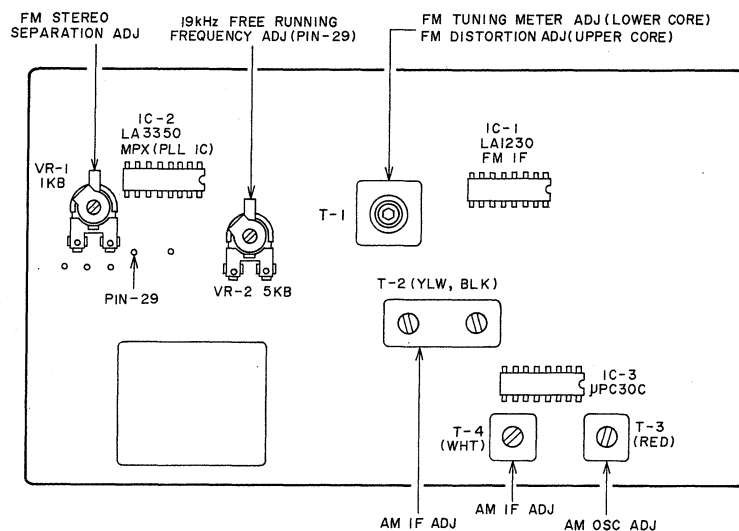 FM STEREO
SEPARATION ADJ
19kHz FREE RUNNING
FREQUENCY ADJ(PIN-29)
FM TUNING METER ADJ(LOWER CORE)
FM DISTORTION ADJ(UPPER CORE)
IC-2
LA3350
MPX(PLL IC)
IC-1
LA1230
FM IF
VR-1
1KB
T-1
PIN-29
VR-2 5KB
T-2(YLW, BLK)
IC-3
μPC30C
T-4
(WHT)
T-3
(RED)
AM IF ADJ
AM IF ADJ
AM OSC ADJ